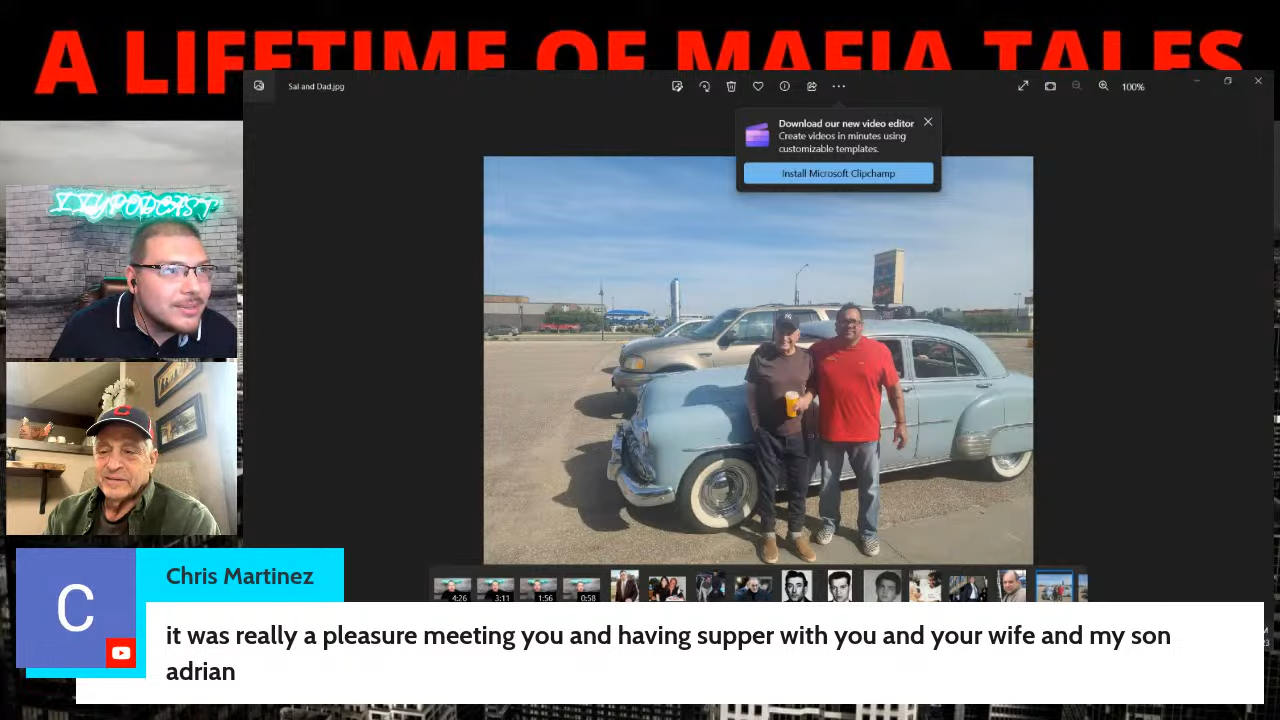 A LIFETIME OF MAFIA TALES
Sal and Dad.jpg
100%
Download our new video editor
Create videos in minutes using
customizable templates.
Install Microsoft Clipchamp
4:26
3:11
1:56
0:58
C
Chris Martinez
it was really a pleasure meeting you and having supper with you and your wife and my son
adrian